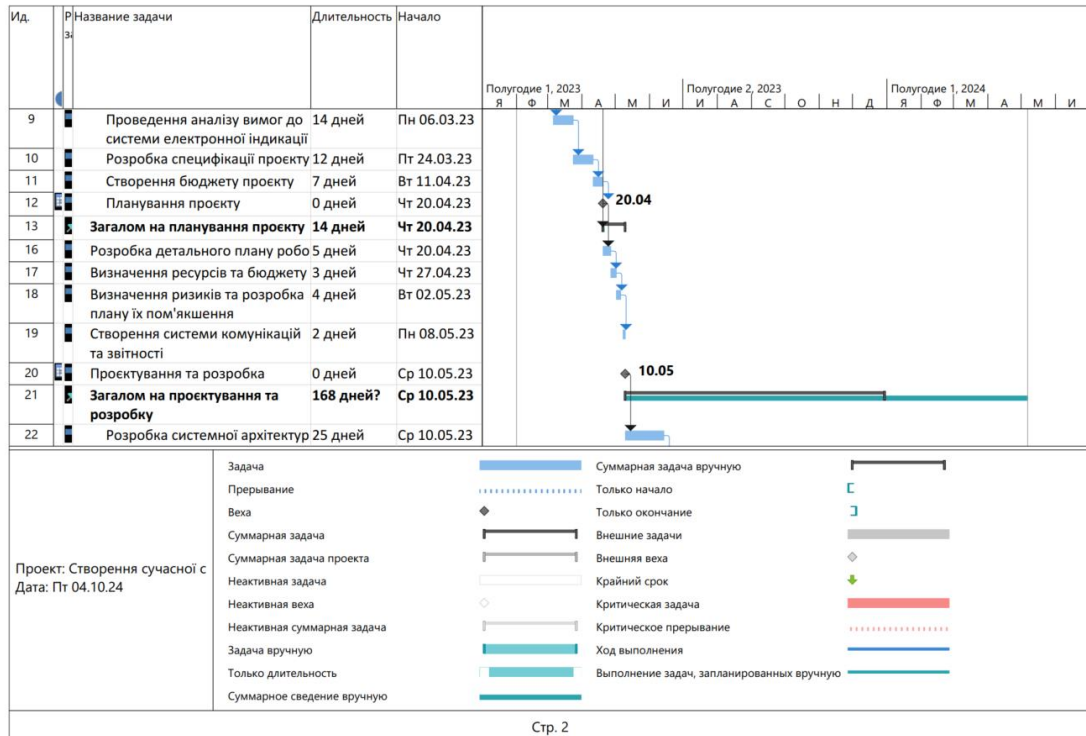 Ид.
Название задачи
Длительность
Начало
Полугодие 1, 2023
Полугодие 2, 2023
Полугодие 1, 2024
Я Ф М А М И И А С О Н Д Я Ф М А М И
9 Проведення аналізу вимог до 14 дней Пн 06.03.23
системи електронної індикації
10 Розробка специфікації проєкту 12 дней Пт 24.03.23
11 Створення бюджету проєкту 7 дней Вт 11.04.23
12 Планування проєкту 0 дней Чт 20.04.23 20.04
13 Загалом на планування проєкту 14 дней Чт 20.04.23
16 Розробка детального плану робо 5 дней Чт 20.04.23
17 Визначення ресурсів та бюджету 3 дней Чт 27.04.23
18 Визначення ризиків та розробка 4 дней Вт 02.05.23
плану їх пом'якшення
19 Створення системи комунікацій 2 дней Пн 08.05.23
та звітності
20 Проєктування та розробка 0 дней Ср 10.05.23 10.05
21 Загалом на проєктування та 168 дней? Ср 10.05.23
розробку
22 Розробка системної архітектур 25 дней Ср 10.05.23
Проект: Створення сучасної с
Дата: Пт 04.10.24
Задача
Прерывание
Веха
Суммарная задача
Суммарная задача проекта
Неактивная задача
Неактивная веха
Неактивная суммарная задача
Задача вручную
Только длительность
Суммарное сведение вручную
Суммарная задача вручную
Только начало
Только окончание
Внешние задачи
Внешняя веха
Крайний срок
Критическая задача
Критическое прерывание
Ход выполнения
Выполнение задач, запланированных вручную
Стр. 2